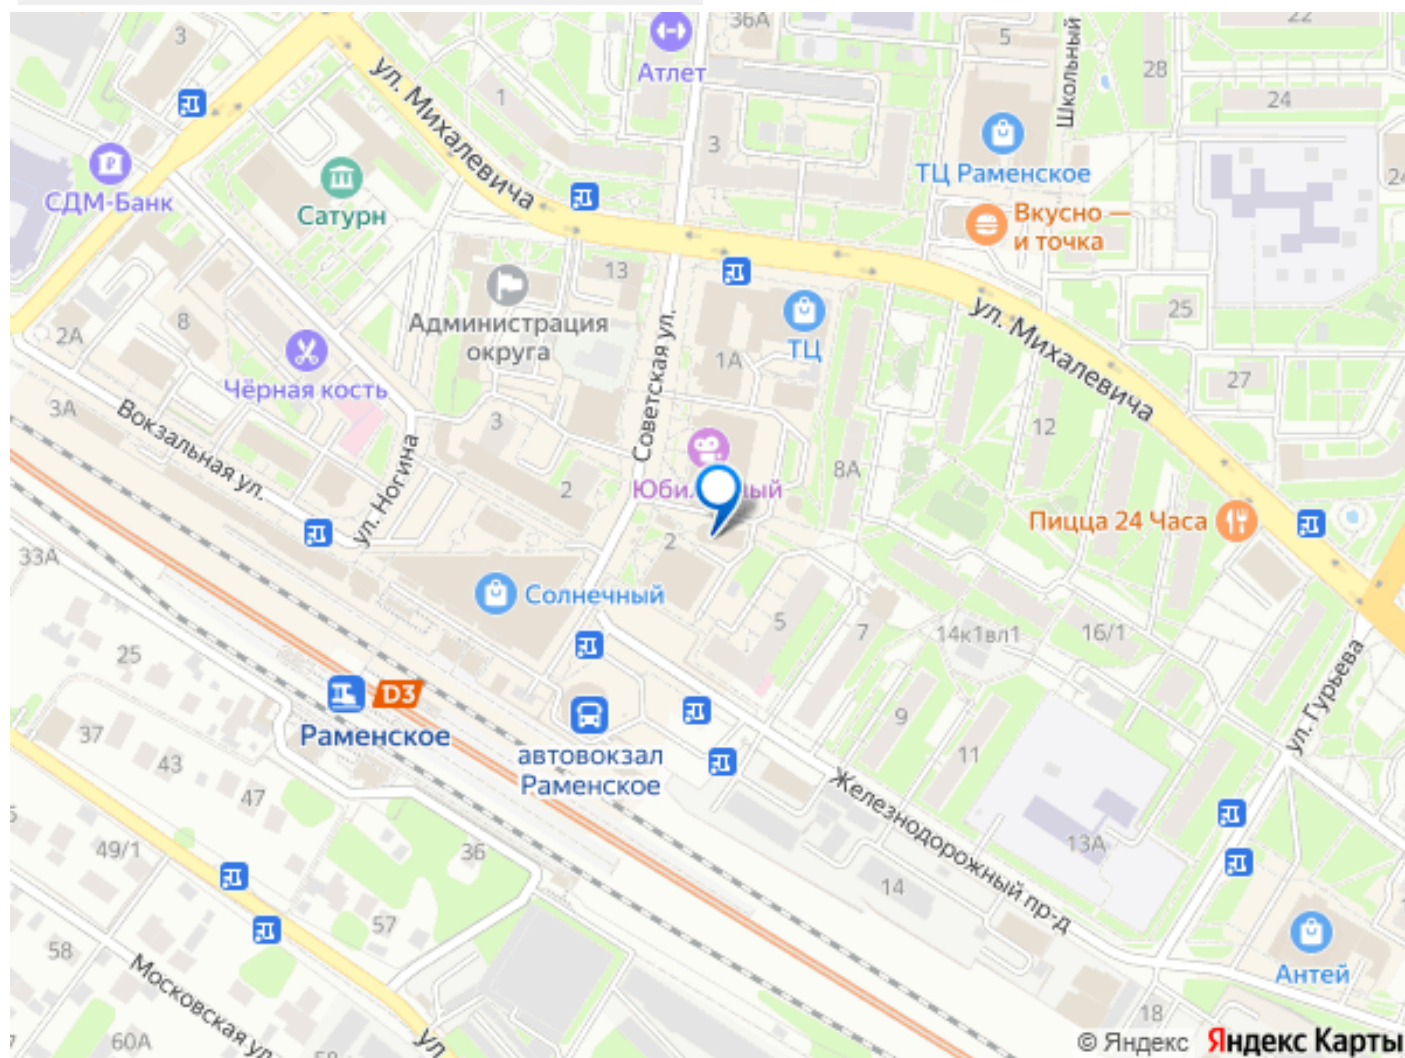 3
36А
Атлет
5
Школьный
22
28
24
1
ул. Михалевича
3
СДМ-Банк
Сатурн
ТЦ Раменское
Вкусно —
и точка
33
13
Администрация
округа
2А
8
Чёрная кость
3А
Вокзальная ул.
ул. Ногина
3
2
Советская ул.
1А
ТЦ
25
27
ул. Михалевича
12
8А
2
Пицца 24 Часа
33А
Солнечный
5
7
14к1вл1
16/1
25
D3
Раменское
автовокзал
Раменское
9
11
ул. Гурьева
37
43
47
49/1
36
Железнодорожный пр-д
13А
14
57
58
Московская ул.
Антей
18
60А
© Яндекс Яндекс Карты